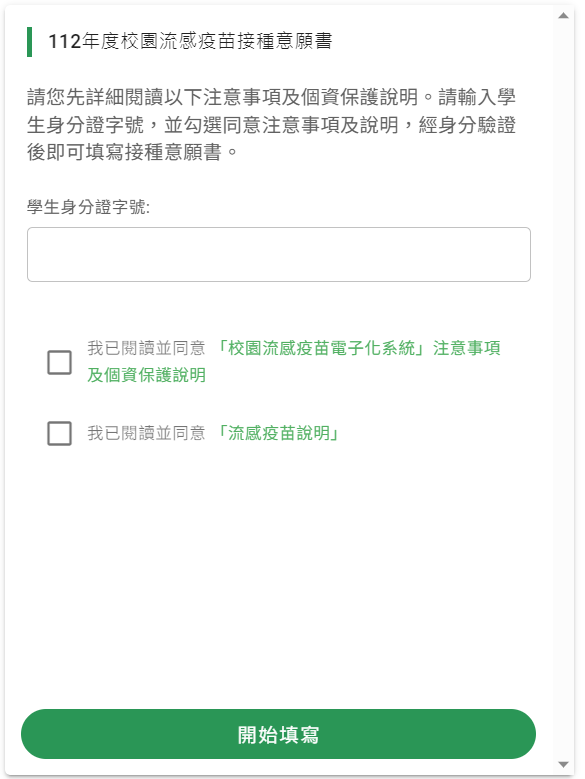 112年度校園流感疫苗接種意願書
請您先詳細閱讀以下注意事項及個資保護說明。請輸入學
生身分證字號，並勾選同意注意事項及說明，經身分驗證
後即可填寫接種意願書。
學生身分證字號:
我已閱讀並同意 「校園流感疫苗電子化系統」注意事項
及個資保護說明
我已閱讀並同意 「流感疫苗說明」
開始填寫